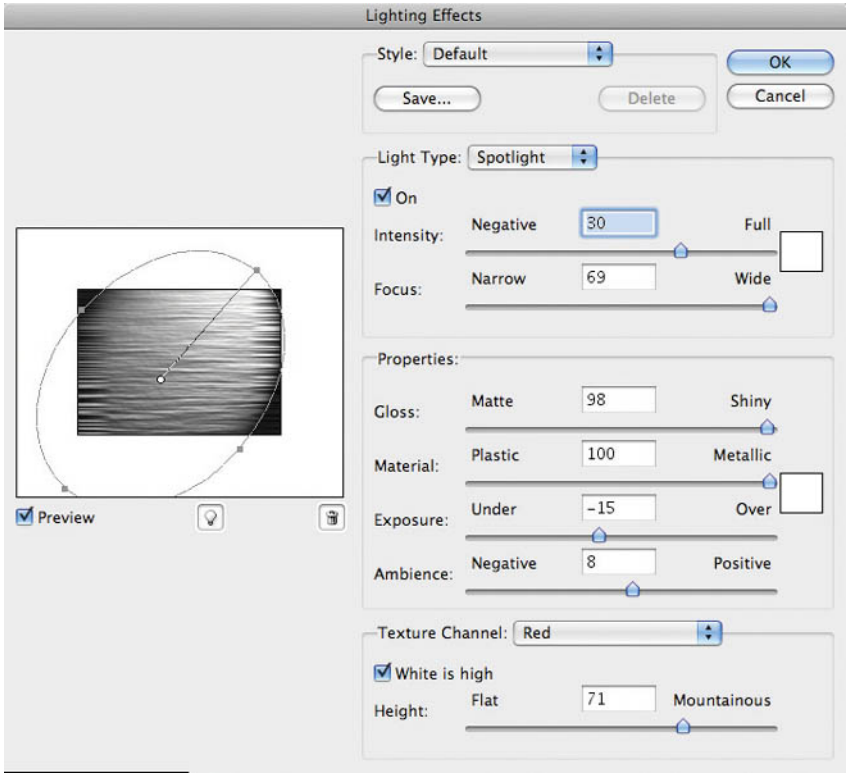 Lighting Effects
Style: Default
OK
Save...
Delete
Cancel
Light Type: Spotlight
On
Intensity: Negative 30 Full
Focus: Narrow 69 Wide
Properties:
Gloss: Matte 98 Shiny
Material: Plastic 100 Metallic
Exposure: Under -15 Over
Ambience: Negative 8 Positive
Preview
Texture Channel: Red
White is high
Height: Flat 71 Mountainous